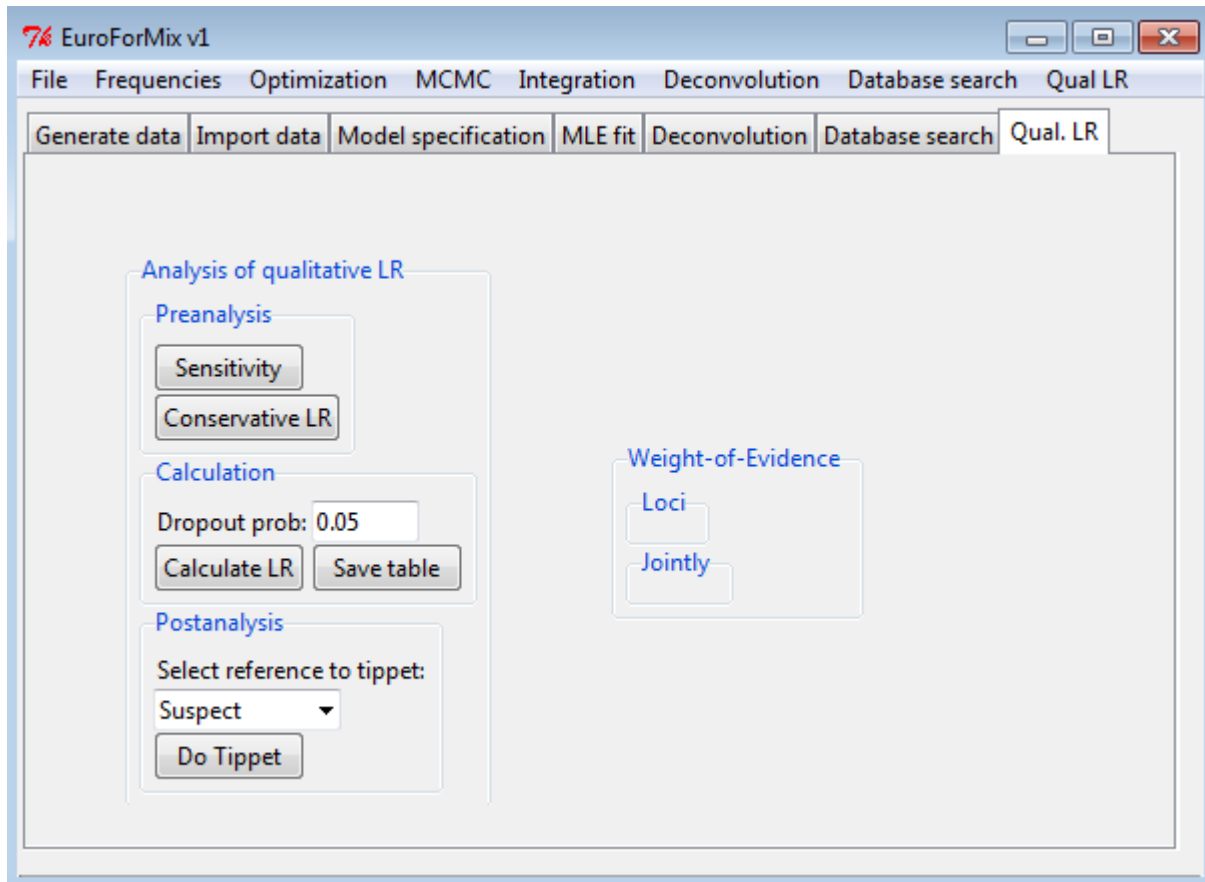 EuroForMix v1
File Frequencies Optimization MCMC Integration Deconvolution Database search Qual LR
Generate data Import data Model specification MLE fit Deconvolution Database search Qual. LR
Analysis of qualitative LR
Preanalysis
Sensitivity
Conservative LR
Calculation
Dropout prob: 0.05
Calculate LR Save table
Postanalysis
Select reference to tippet:
Suspect
Do Tippet
Weight-of-Evidence
Loci
Jointly